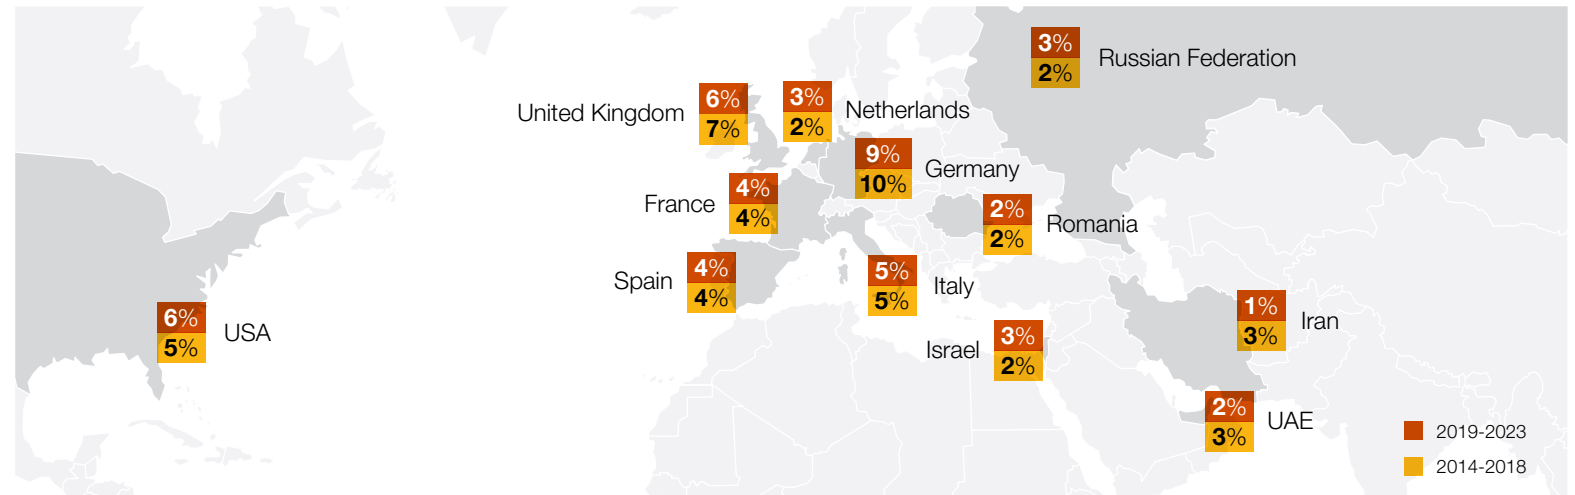 3%
2%
Russian Federation
United Kingdom
6%
7%
3%
2%
Netherlands
9%
10%
Germany
France
4%
4%
2%
2%
Romania
Spain
4%
4%
5%
5%
Italy
6%
5%
USA
1%
3%
Iran
Israel
3%
2%
2%
3%
UAE
2019-2023
2014-2018